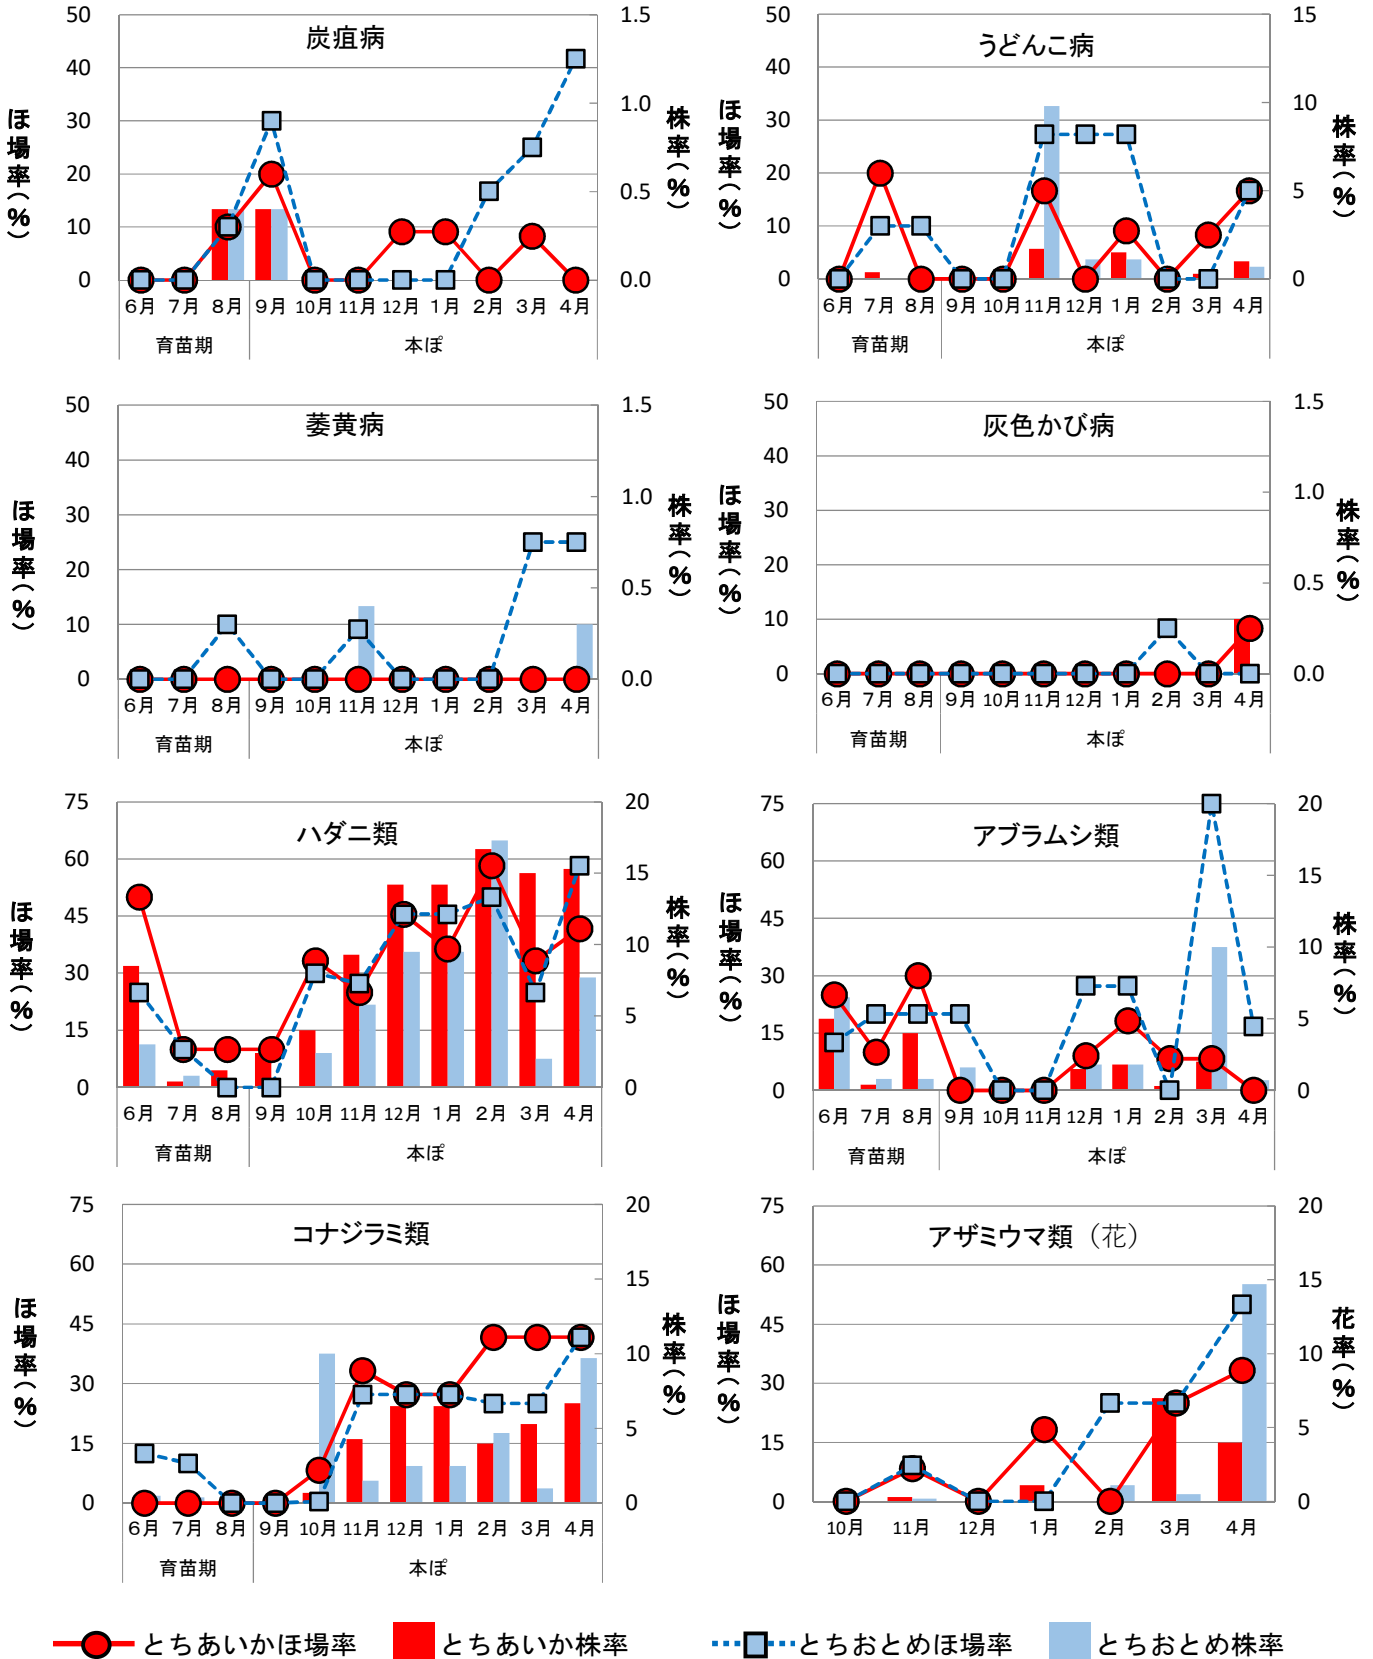 炭疽病
50
40
30
20
10
0
1.5
1.0
0.5
0.0
ほ場率(%)
株率(%)
6月 7月 8月 9月 10月 11月 12月 1月 2月 3月 4月
育苗期 本ぽ
うどんこ病
50
40
30
20
10
0
15
10
5
0
ほ場率(%)
株率(%)
6月 7月 8月 9月 10月 11月 12月 1月 2月 3月 4月
育苗期 本ぽ
萎黄病
50
40
30
20
10
0
1.5
1.0
0.5
0.0
ほ場率(%)
株率(%)
6月 7月 8月 9月 10月 11月 12月 1月 2月 3月 4月
育苗期 本ぽ
灰色かび病
50
40
30
20
10
0
1.5
1.0
0.5
0.0
ほ場率(%)
株率(%)
6月 7月 8月 9月 10月 11月 12月 1月 2月 3月 4月
育苗期 本ぽ
ハダニ類
75
60
45
30
15
0
20
15
10
5
0
ほ場率(%)
株率(%)
6月 7月 8月 9月 10月 11月 12月 1月 2月 3月 4月
育苗期 本ぽ
アブラムシ類
75
60
45
30
15
0
20
15
10
5
0
ほ場率(%)
株率(%)
6月 7月 8月 9月 10月 11月 12月 1月 2月 3月 4月
育苗期 本ぽ
コナジラミ類
75
60
45
30
15
0
20
15
10
5
0
ほ場率(%)
株率(%)
6月 7月 8月 9月 10月 11月 12月 1月 2月 3月 4月
育苗期 本ぽ
アザミウマ類（花）
75
60
45
30
15
0
20
15
10
5
0
ほ場率(%)
花率(%)
10月 11月 12月 1月 2月 3月 4月
とちあいかほ場率 とちあいか株率 とちおとめほ場率 とちおとめ株率